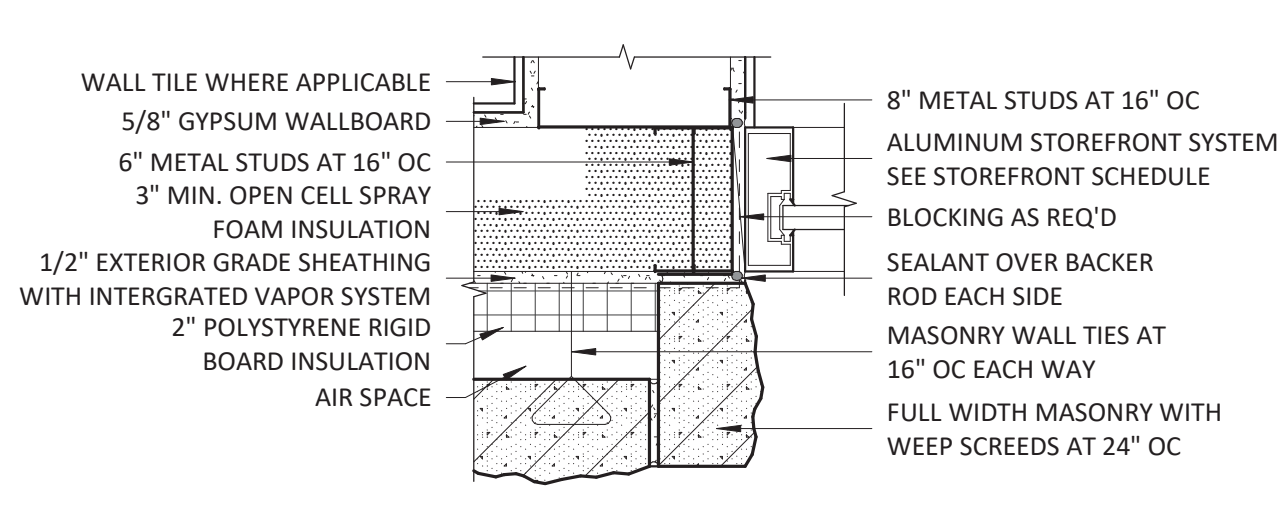 WALL TILE WHERE APPLICABLE
5/8" GYPSUM WALLBOARD
6" METAL STUDS AT 16" OC
3" MIN. OPEN CELL SPRAY
FOAM INSULATION
1/2" EXTERIOR GRADE SHEATHING
WITH INTERGRATED VAPOR SYSTEM
2" POLYSTYRENE RIGID
BOARD INSULATION
AIR SPACE
8" METAL STUDS AT 16" OC
ALUMINUM STOREFRONT SYSTEM
SEE STOREFRONT SCHEDULE
BLOCKING AS REQ'D
SEALANT OVER BACKER
ROD EACH SIDE
MASONRY WALL TIES AT
16" OC EACH WAY
FULL WIDTH MASONRY WITH
WEEP SCREEDS AT 24" OC